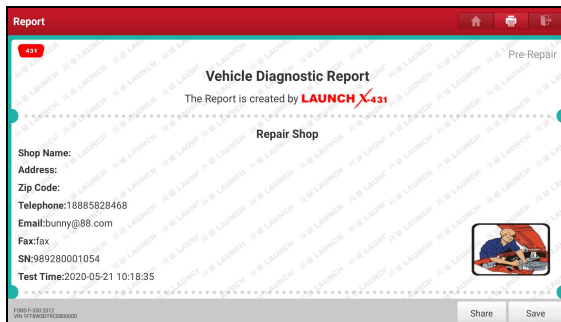 Report
431
Pre-Repair
Vehicle Diagnostic Report
The Report is created by LAUNCH X-431
Repair Shop
Shop Name:
Address:
Zip Code:
Telephone:18885828468
Email:bunny@88.com
Fax:fax
SN:989280001054
Test Time:2020-05-21 10:18:35
FORD F-350 2012
Share
Save